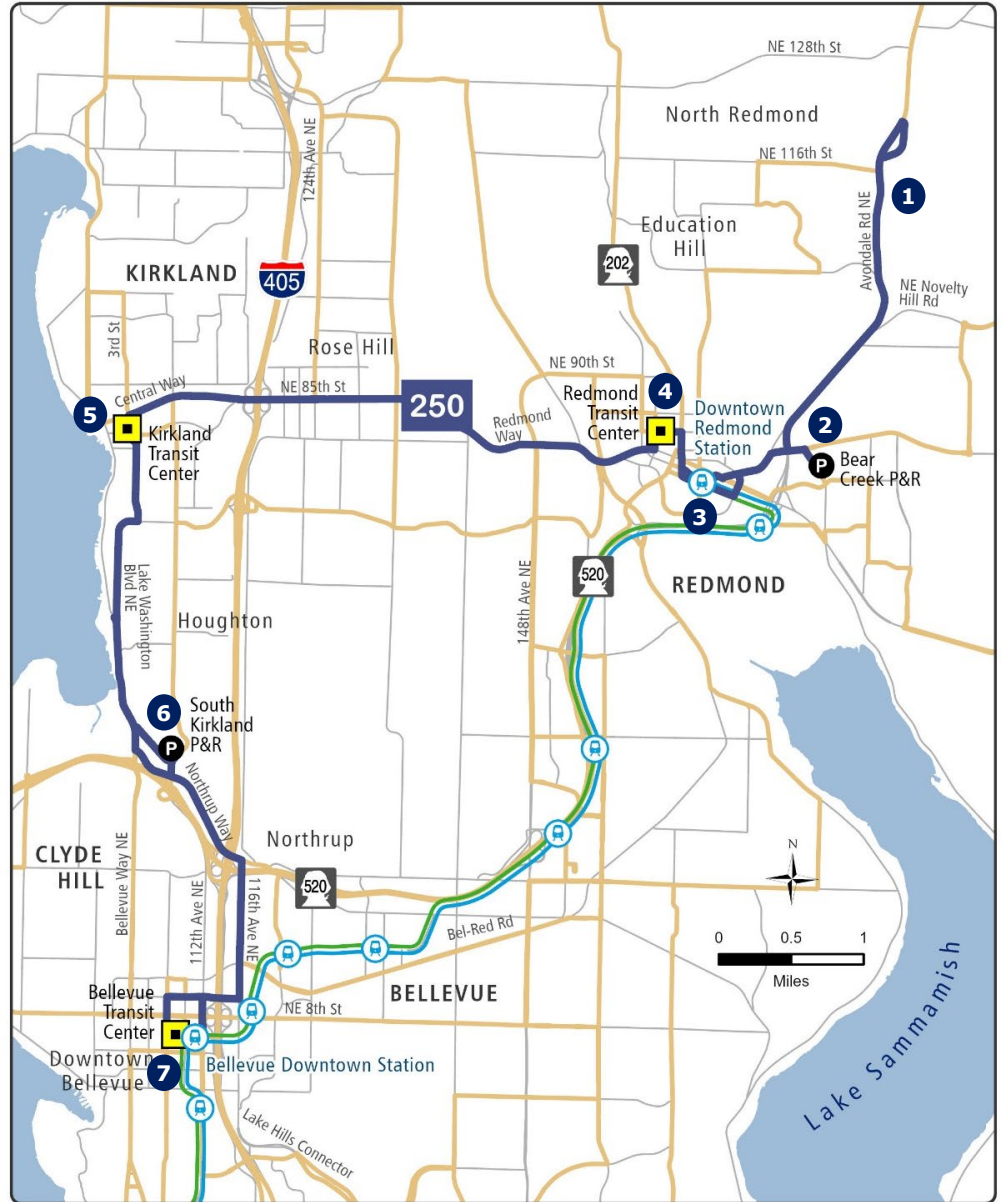 NE 128th St
North Redmond
NE 116th St
124th Ave NE
1
Avondale Rd NE
Education
Hill
202
KIRKLAND
405
NE Novelty
Hill Rd
3rd St
Rose Hill
NE 90th St
Central Way
NE 85th St
250
Redmond
Way
4
Redmond
Transit
Center
Downtown
Redmond
Station
5
Kirkland
Transit
Center
2
P
Bear
Creek P&R
3
520
REDMOND
148th Ave NE
Lake Washington
Blvd NE
Houghton
6
South
Kirkland
P&R
P
Northrup Way
Northrup
CLYDE
HILL
Bellevue Way NE
112th Ave NE
116th Ave NE
520
N
Bel-Red Rd
0 0.5 1
Miles
BELLEVUE
Bellevue
Transit
Center
NE 8th St
Downtown
Bellevue
7
Bellevue Downtown Station
Lake Hills Connector
Lake Sammamish